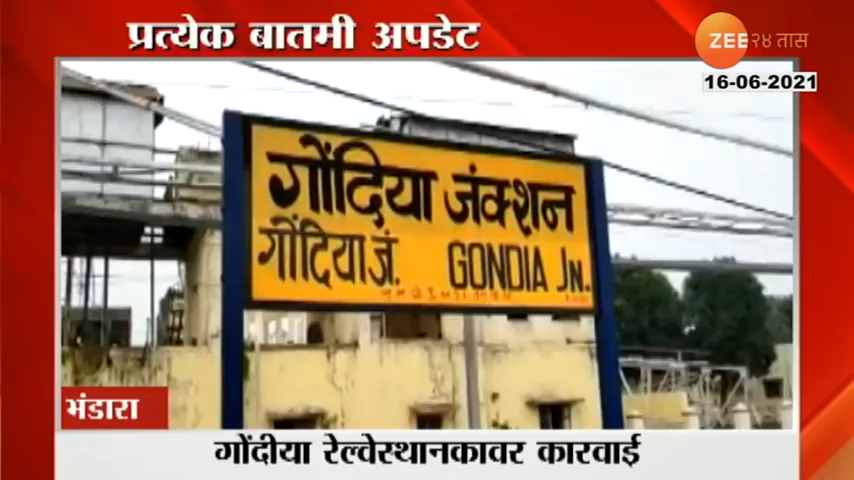 प्रत्येक बातमी अपडेट
ZEE २४ तास
16-06-2021
गोंदिया जंक्शन
गोंदिया जं. GONDIA JN.
भंडारा
गोंदीया रेल्वेस्थानकावर कारवाई